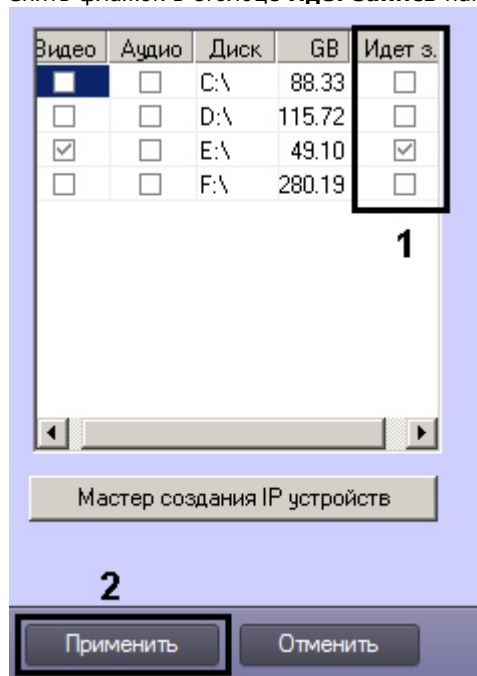 Видео Аудио Диск GB Идет з.
C:\ 88.33
D:\ 115.72
E:\ 49.10
F:\ 280.19
1
Мастер создания IP устройств
2
Применить Отменить